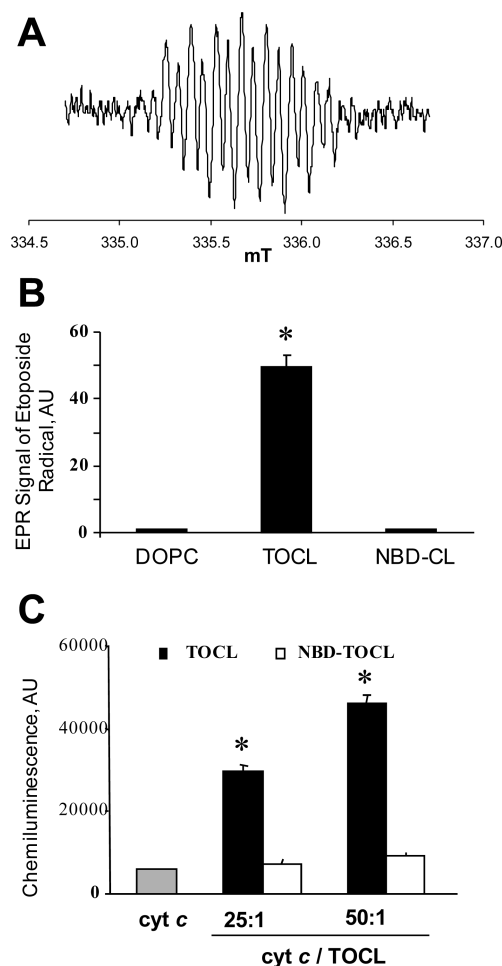 A
334.5 335.0 335.5 336.0 336.5 337.0
mT
B
EPR Signal of Etoposide
Radical, AU
60
40
20
0
*
DOPC TOCL NBD-CL
C
Chemiluminescence, AU
60000
40000
20000
0
TOCL NBD-TOCL
*
*
cyt c 25:1 50:1
cyt c / TOCL